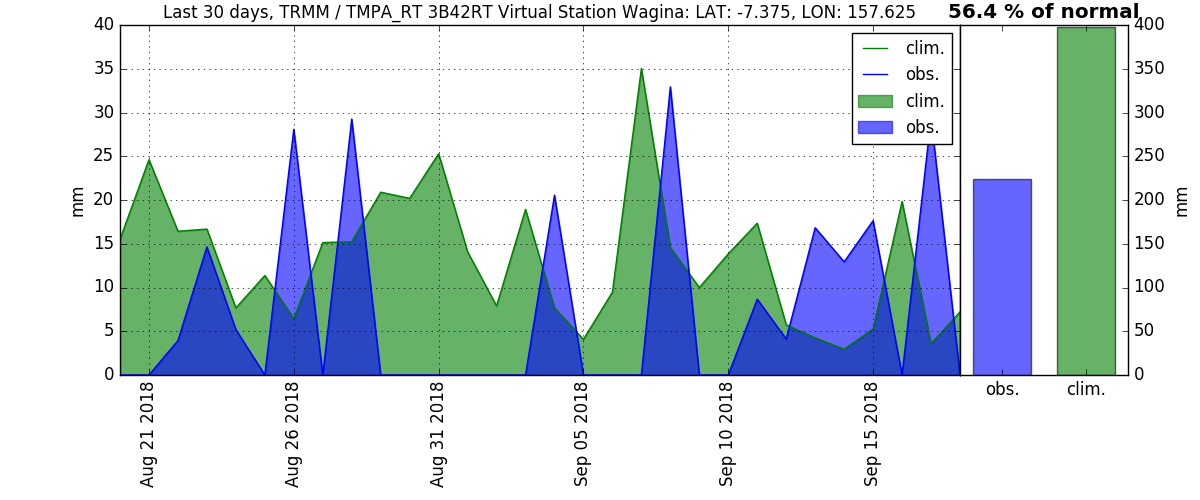 Last 30 days, TRMM / TMPA_RT 3B42RT Virtual Station Wagina: LAT: -7.375, LON: 157.625
56.4 % of normal
40
35
30
25
20
15
10
5
0
mm
clim.
obs.
clim.
obs.
400
350
300
250
200
150
100
50
0
mm
Aug 21 2018
Aug 26 2018
Aug 31 2018
Sep 05 2018
Sep 10 2018
Sep 15 2018
obs.
clim.